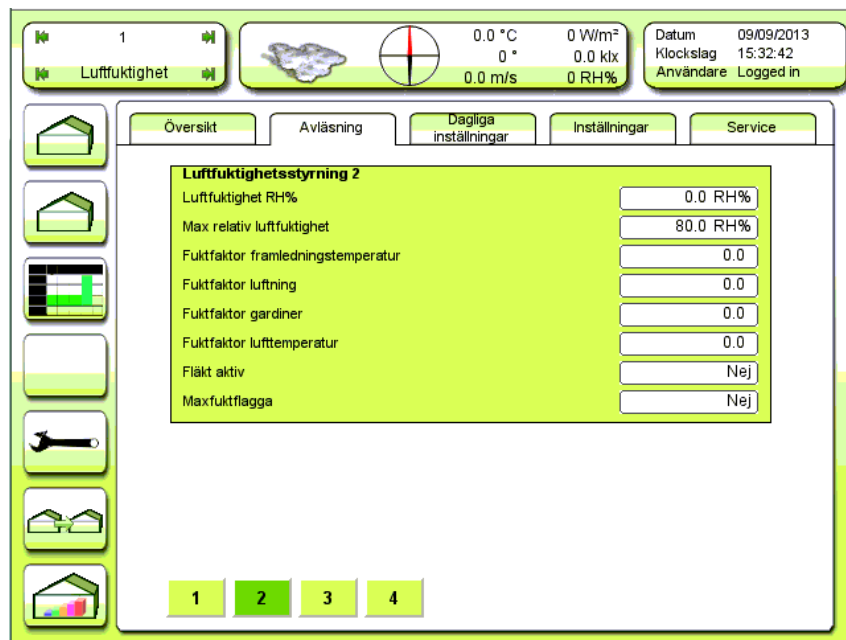 1
Luftfuktighet
0.0 °C 0 W/m²
0 ° 0.0 klx
0.0 m/s 0 RH%
Datum 09/09/2013
Klockslag 15:32:42
Användare Logged in
Översikt Avläsning Dagliga inställningar Inställningar Service
Luftfuktighetsstyrning 2
Luftfuktighet RH% 0.0 RH%
Max relativ luftfuktighet 80.0 RH%
Fuktfaktor framledningstemperatur 0.0
Fuktfaktor luftning 0.0
Fuktfaktor gardiner 0.0
Fuktfaktor lufttemperatur 0.0
Fläkt aktiv Nej
Maxfuktflagga Nej
1 2 3 4